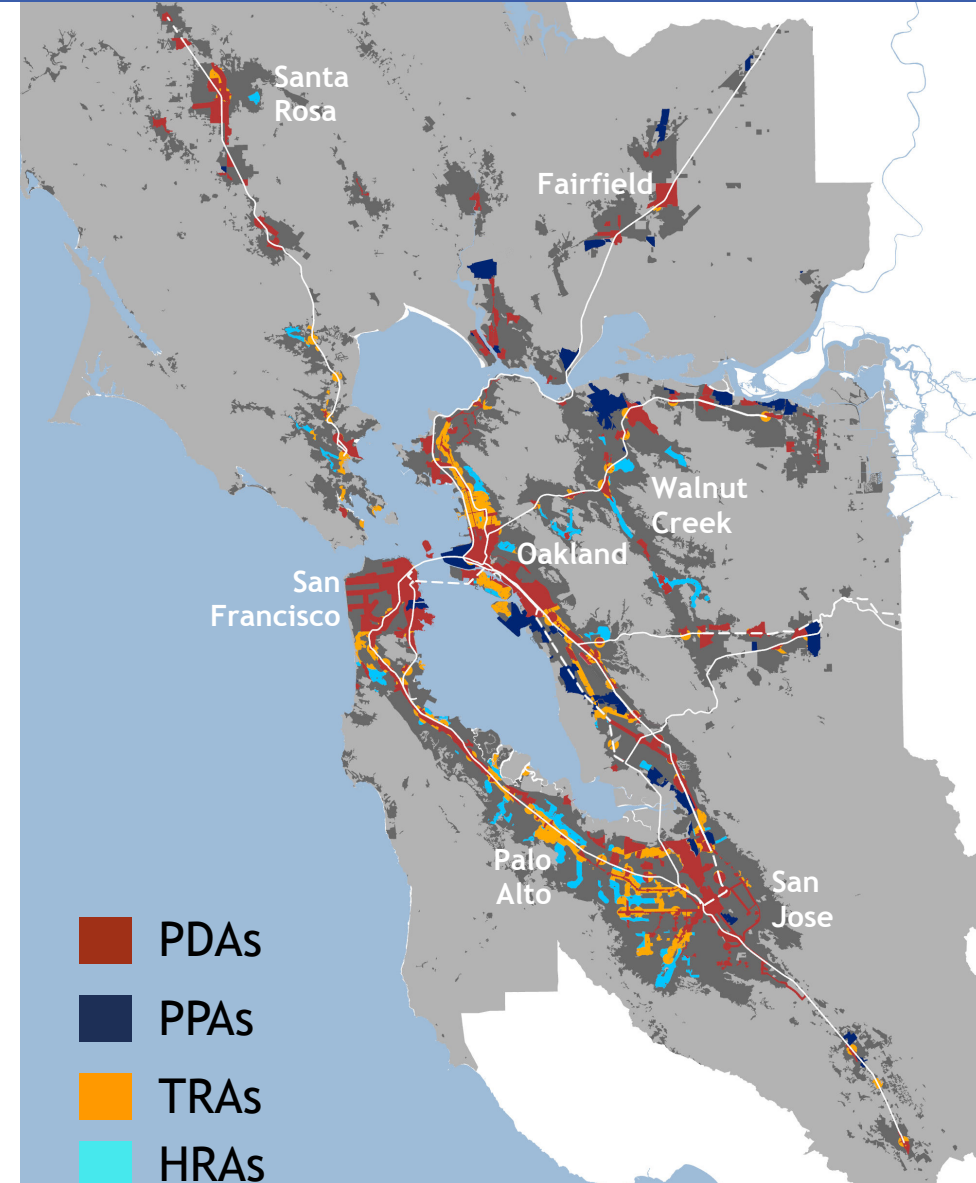 Santa
Rosa
Fairfield
Walnut
Creek
Oakland
San
Francisco
Palo
Alto
San
Jose
PDAs
PPAs
TRAs
HRAs